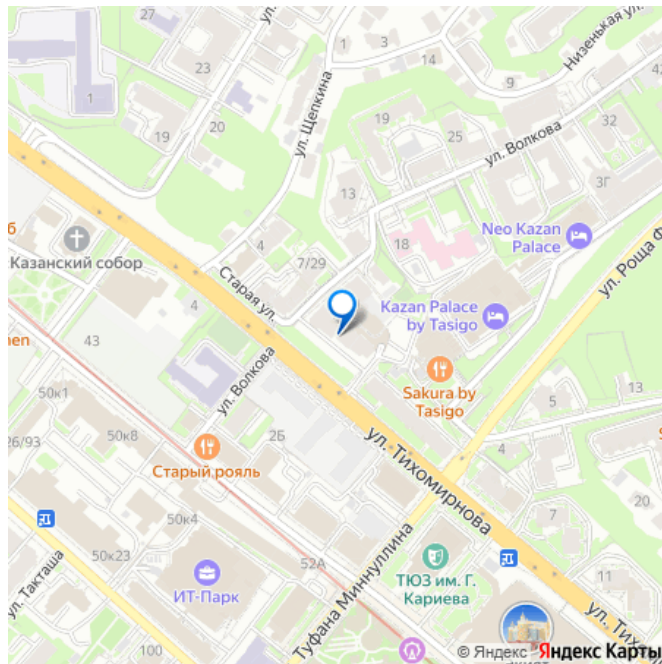 27
23
1
19
20
ул. Щепкина
1
3
14
9
Низенькая ул.
42
19
25
ул. Волкова
32
3Г
13
18
Neo Kazan
Palace
ул. Роща Ф
б
Казанский собор
4
7/29
Старая ул.
4
43
Kazan Palace
by Tasigo
Sakura by
Tasigo
ул. Волкова
2Б
ул. Тихомирнова
5
13
4
26/93
50к8
Старый рояль
50к4
50к23
ул. Такташа
ИТ-Парк
52А
Туфана Миннуллина
ТЮЗ им. Г.
Кариева
7
20
11
ул. Тих
100
© Яндекс Яндекс Карты